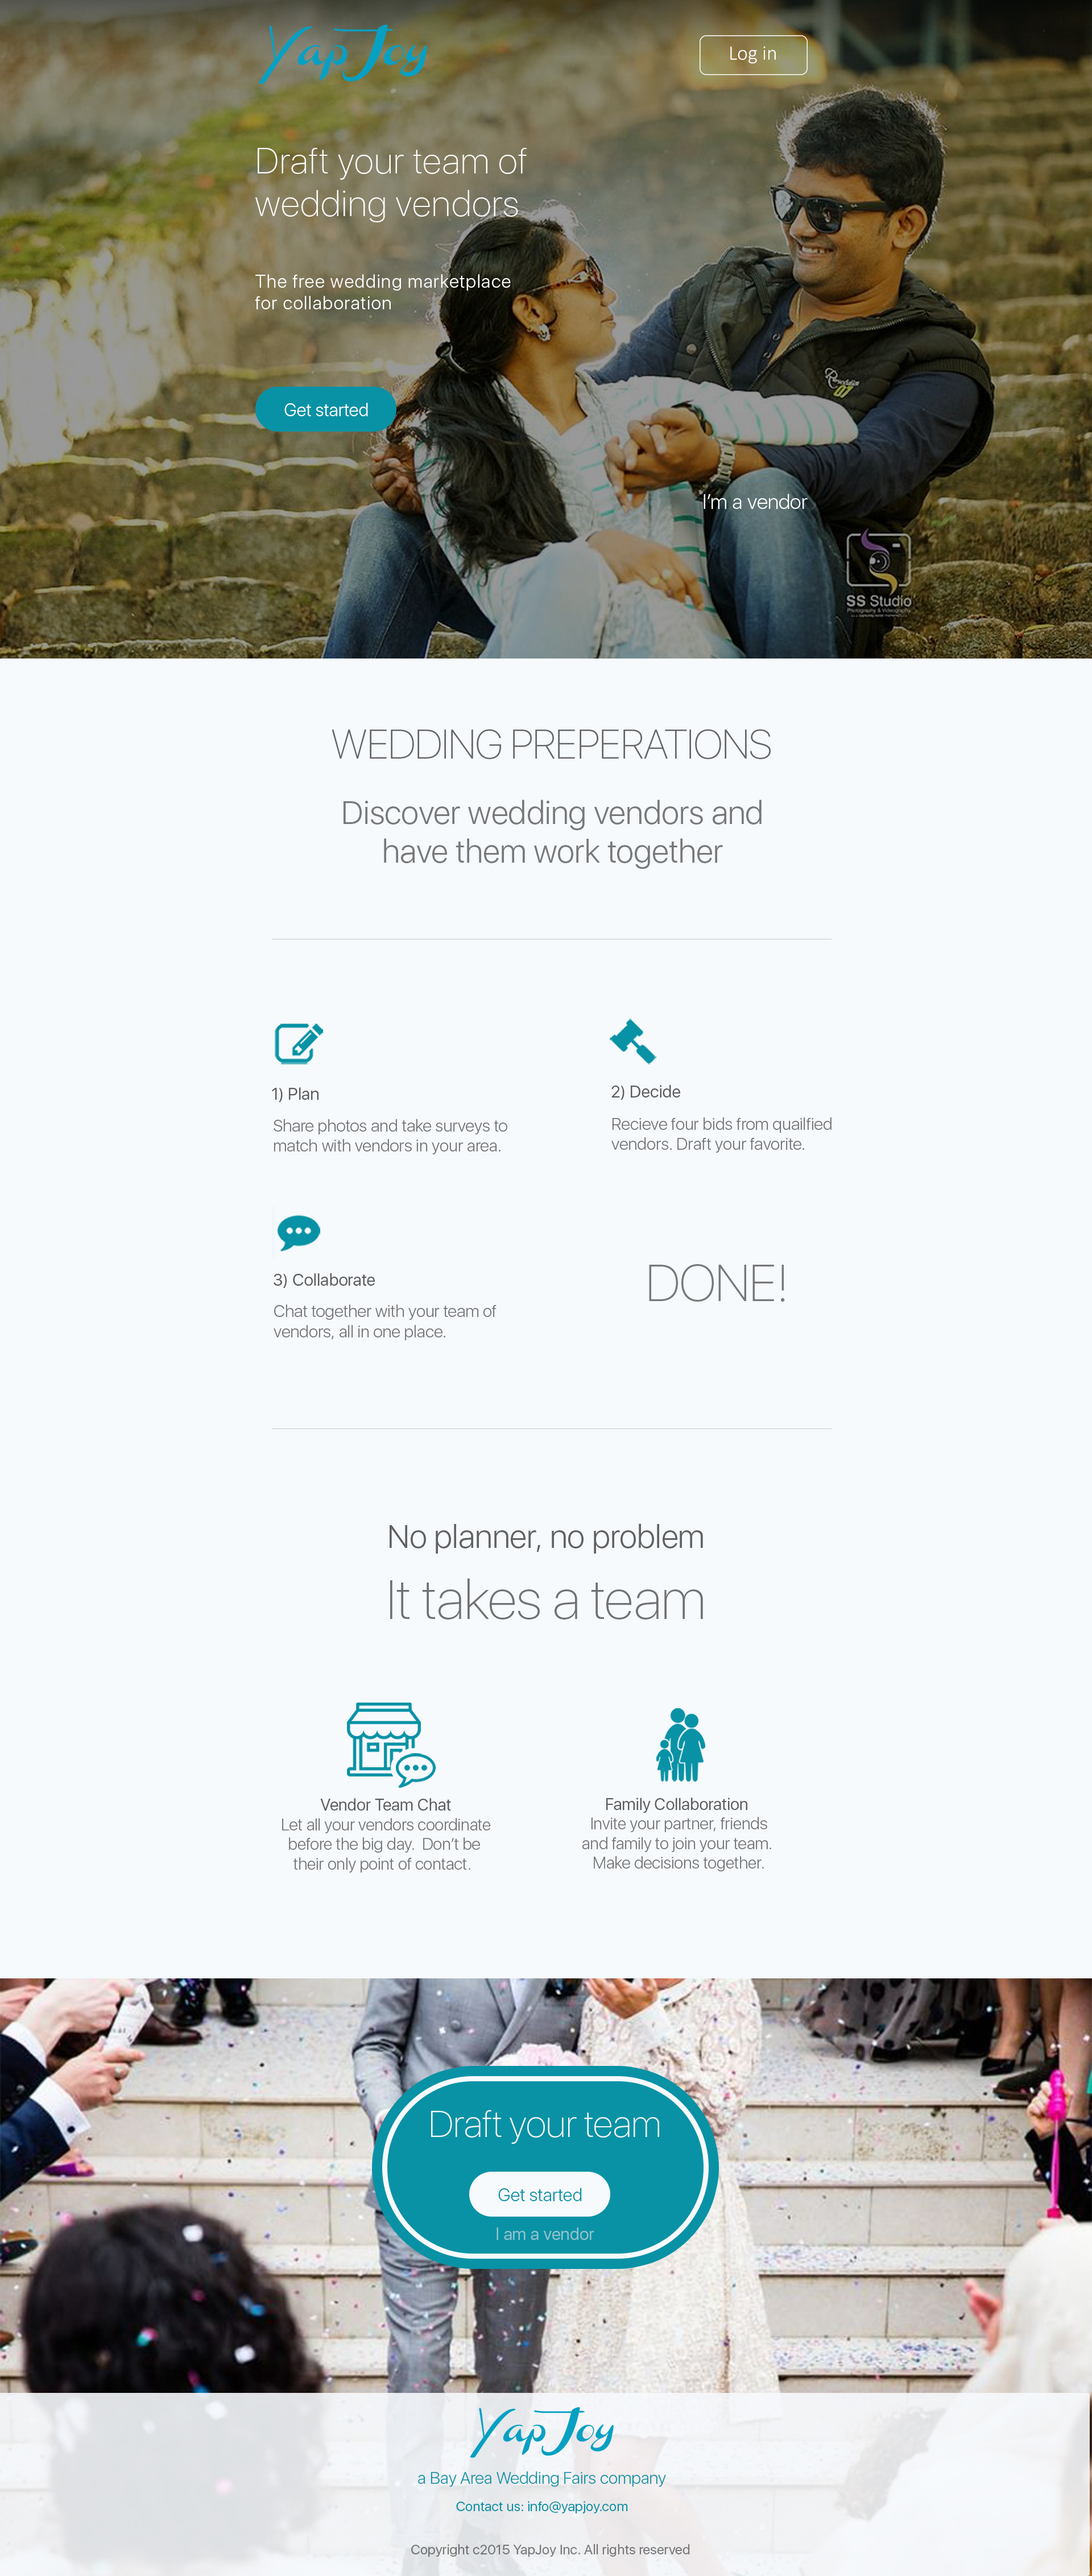 YapJoy
Log in
Draft your team of
wedding vendors
The free wedding marketplace
for collaboration
Get started
07
I'm a vendor
SS Studio
Photography & Videography
WEDDING PREPERATIONS
Discover wedding vendors and
have them work together
1) Plan
Share photos and take surveys to
match with vendors in your area.
2) Decide
Recieve four bids from quailfied
vendors. Draft your favorite.
3) Collaborate
Chat together with your team of
vendors, all in one place.
DONE!
No planner, no problem
It takes a team
Vendor Team Chat
Let all your vendors coordinate
before the big day. Don't be
their only point of contact.
Family Collaboration
Invite your partner, friends
and family to join your team.
Make decisions together.
Draft your team
Get started
I am a vendor
YapJoy
a Bay Area Wedding Fairs company
Contact us: info@yapjoy.com
Copyright c2015 YapJoy Inc. All rights reserved